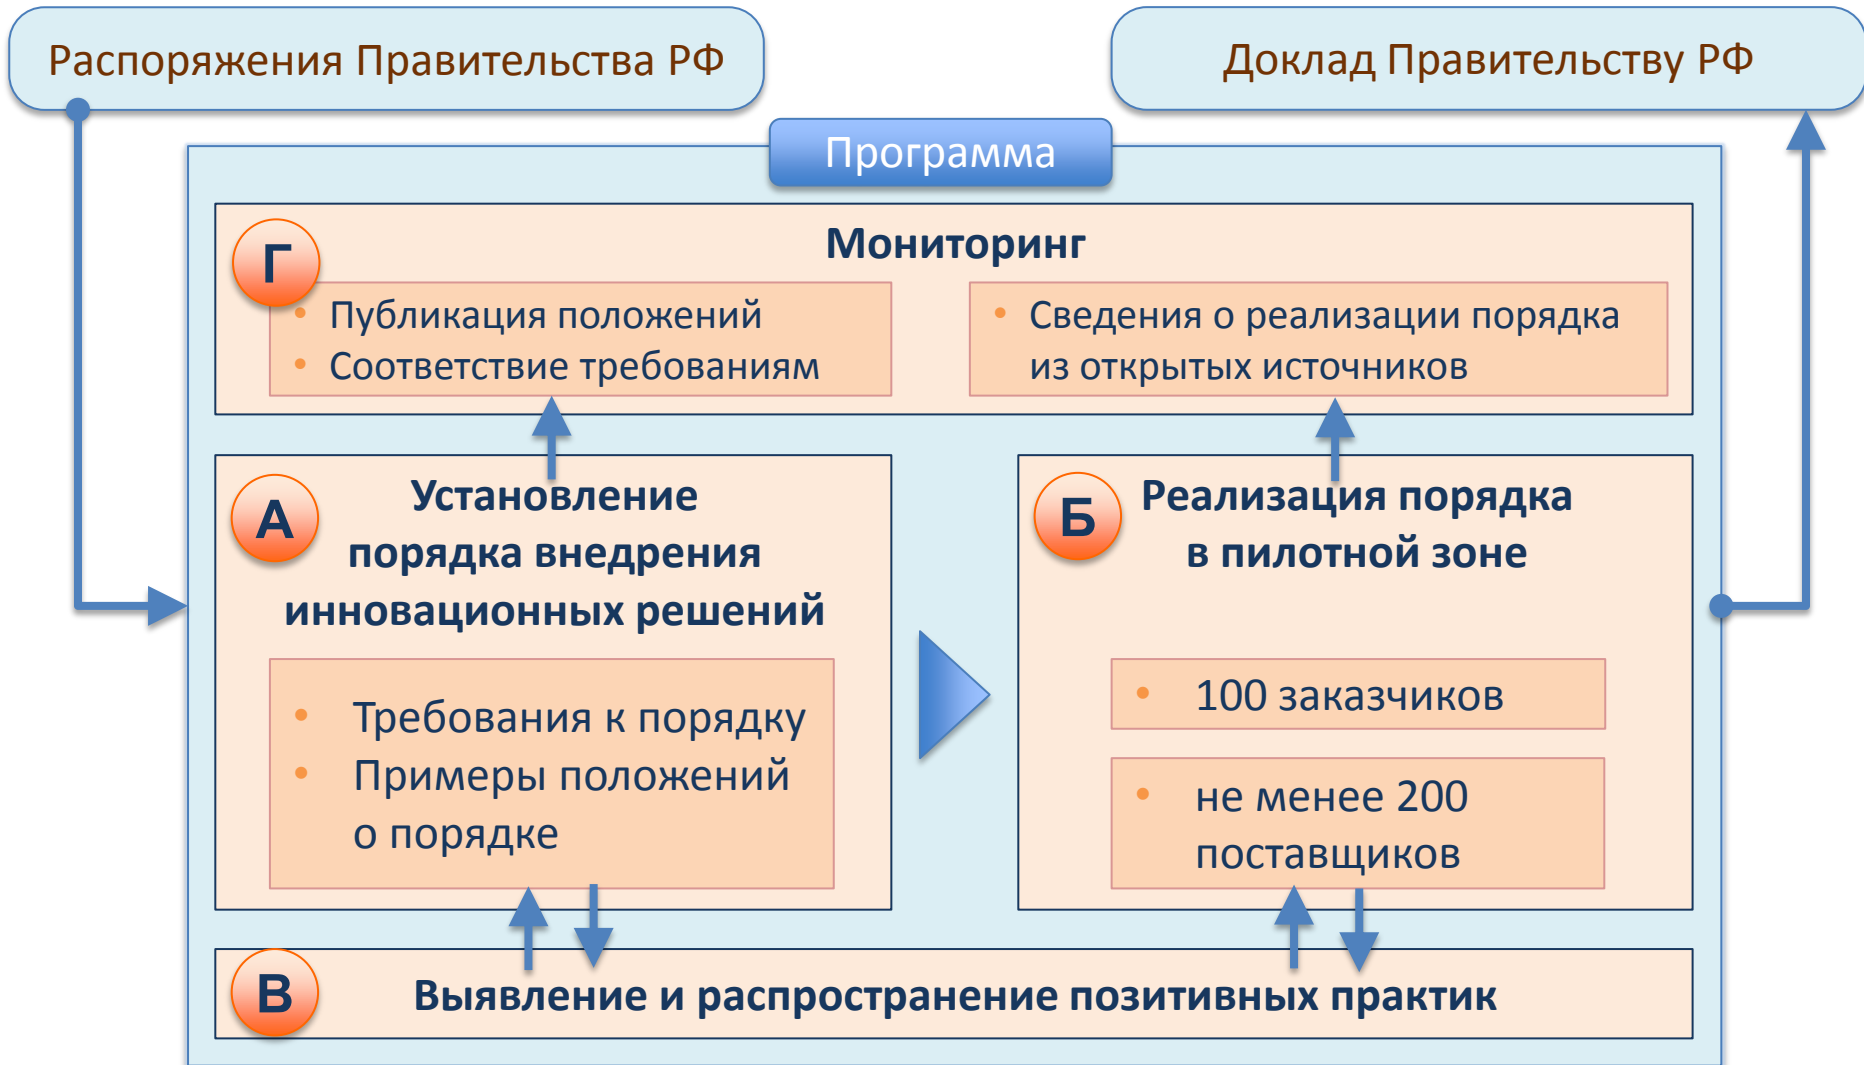 Распоряжения Правительства РФ
Доклад Правительству РФ
Программа
Г
Мониторинг
• Публикация положений
• Соответствие требованиям
• Сведения о реализации порядка
из открытых источников
А
Установление
порядка внедрения
инновационных решений
• Требования к порядку
• Примеры положений
о порядке
Б
Реализация порядка
в пилотной зоне
• 100 заказчиков
• не менее 200
поставщиков
В
Выявление и распространение позитивных практик